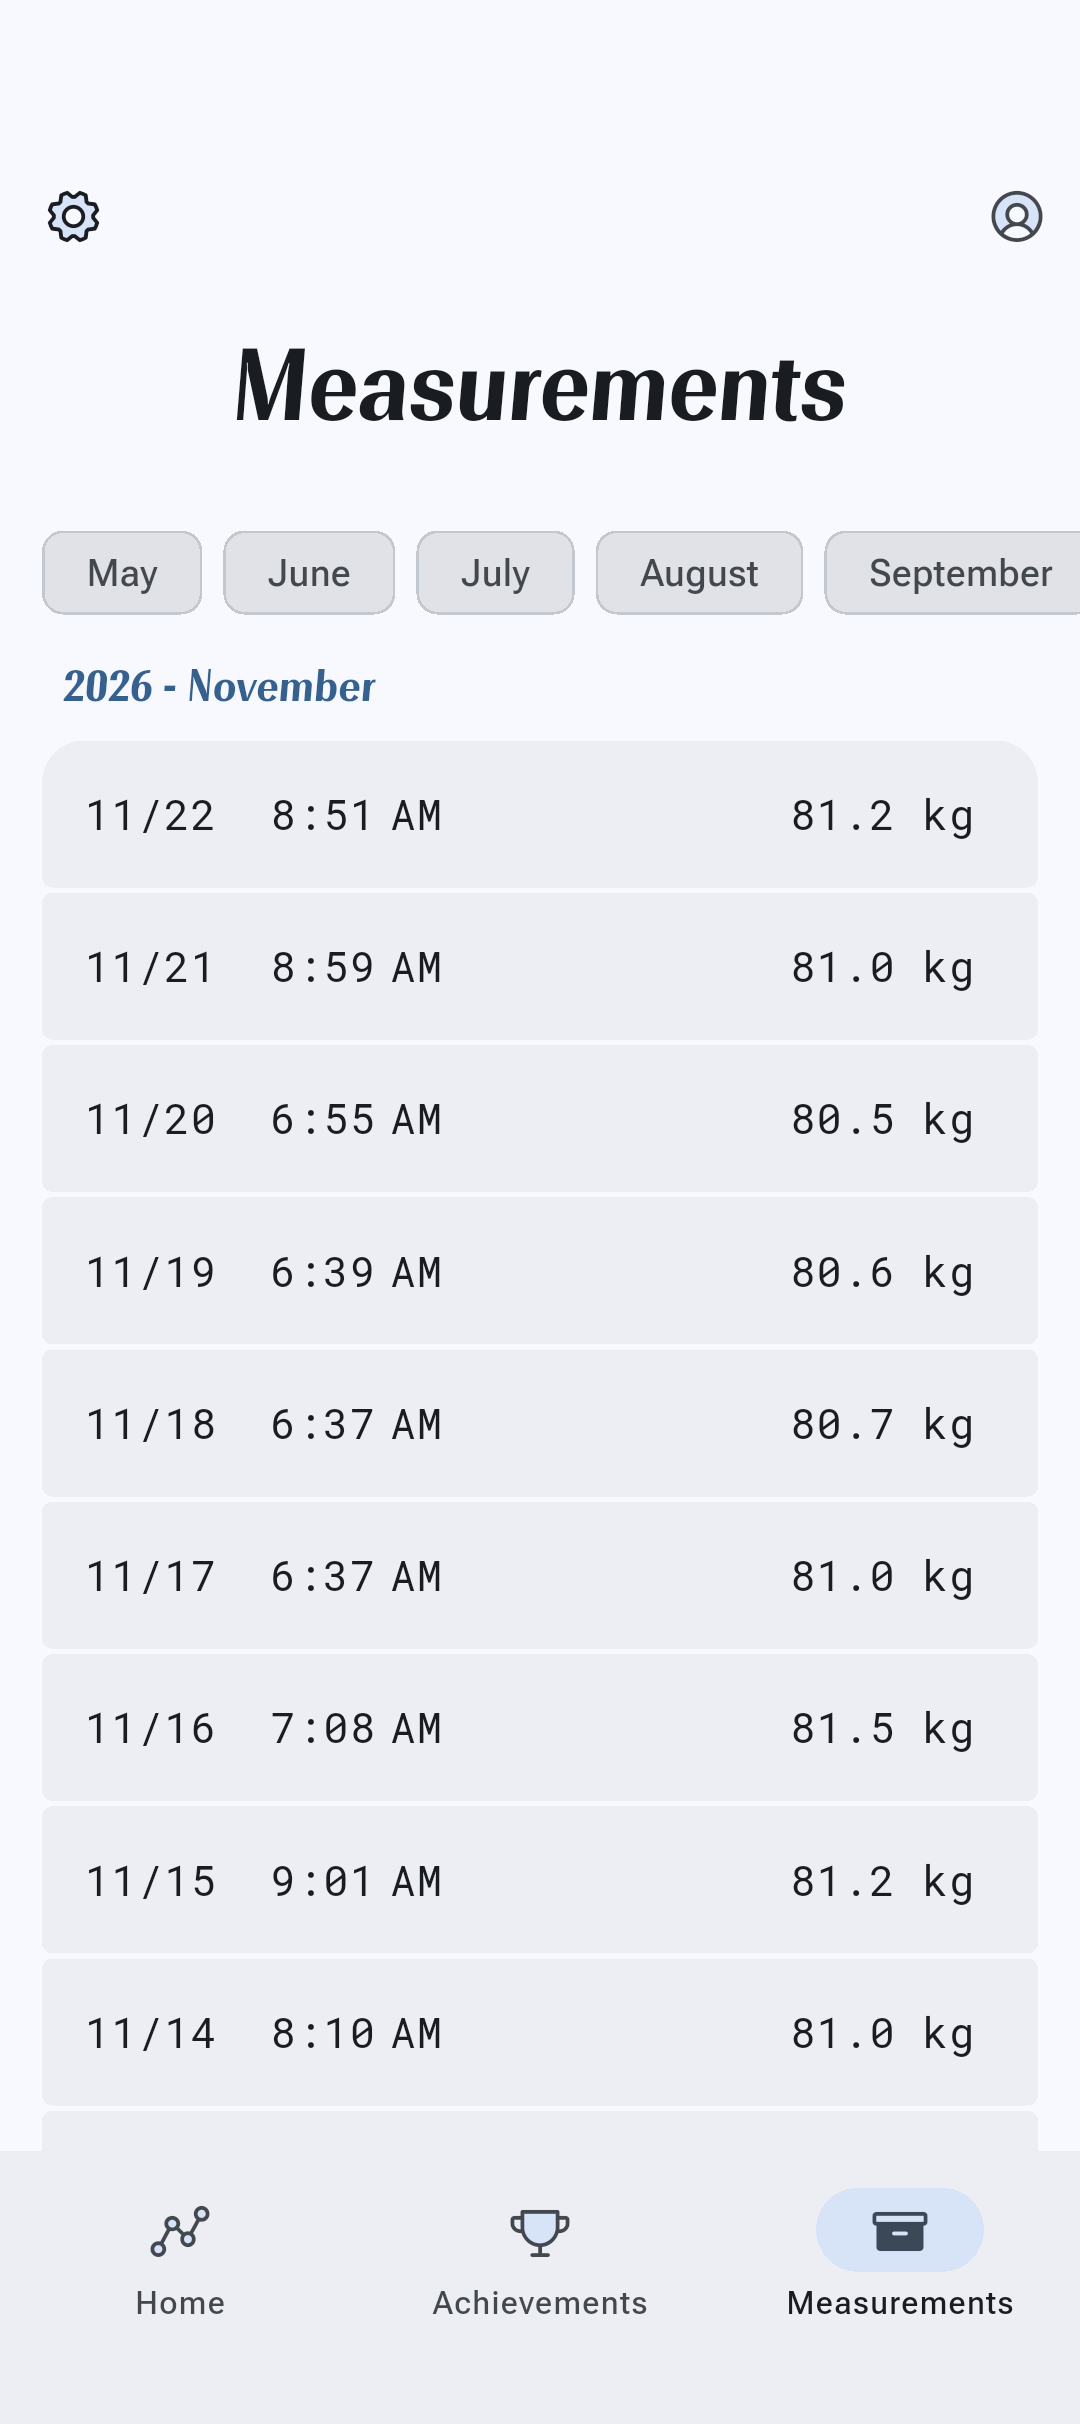 Measurements
May June July August September
2026 - November
11/22 8:51 AM 81.2 kg
11/21 8:59 AM 81.0 kg
11/20 6:55 AM 80.5 kg
11/19 6:39 AM 80.6 kg
11/18 6:37 AM 80.7 kg
11/17 6:37 AM 81.0 kg
11/16 7:08 AM 81.5 kg
11/15 9:01 AM 81.2 kg
11/14 8:10 AM 81.0 kg
Home Achievements Measurements